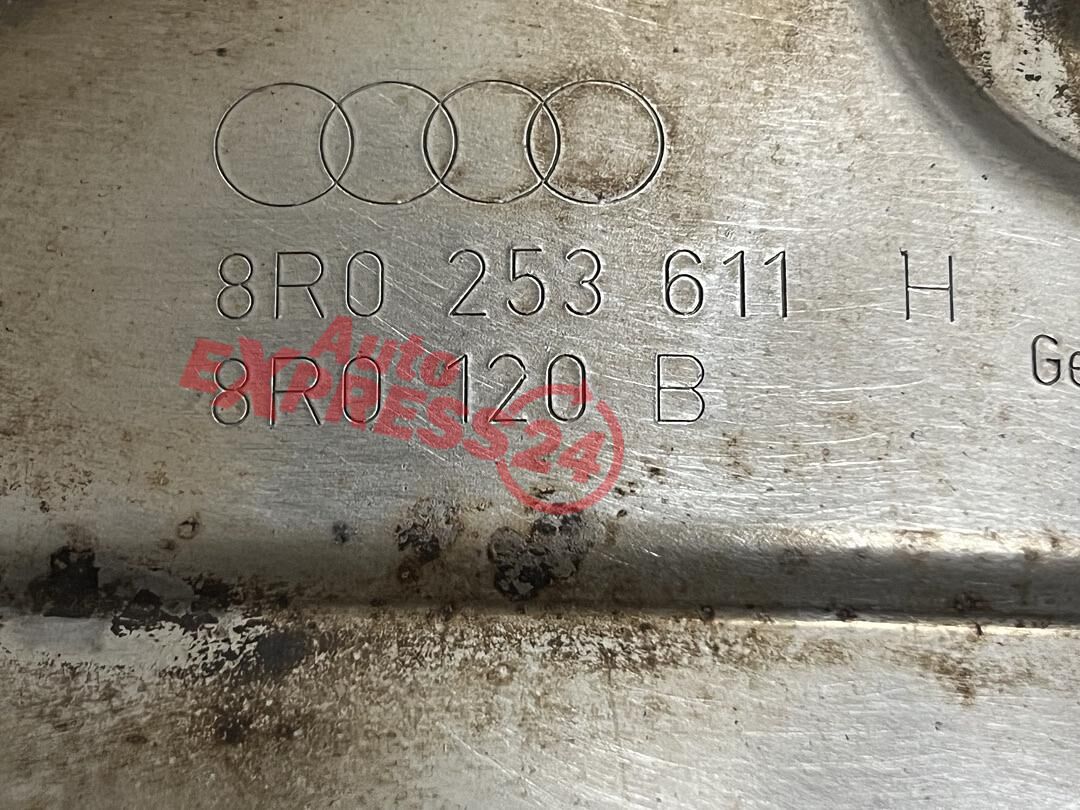 8R0 253 611 H
8R0 120 B
Ge
Auto
EXPRESS24